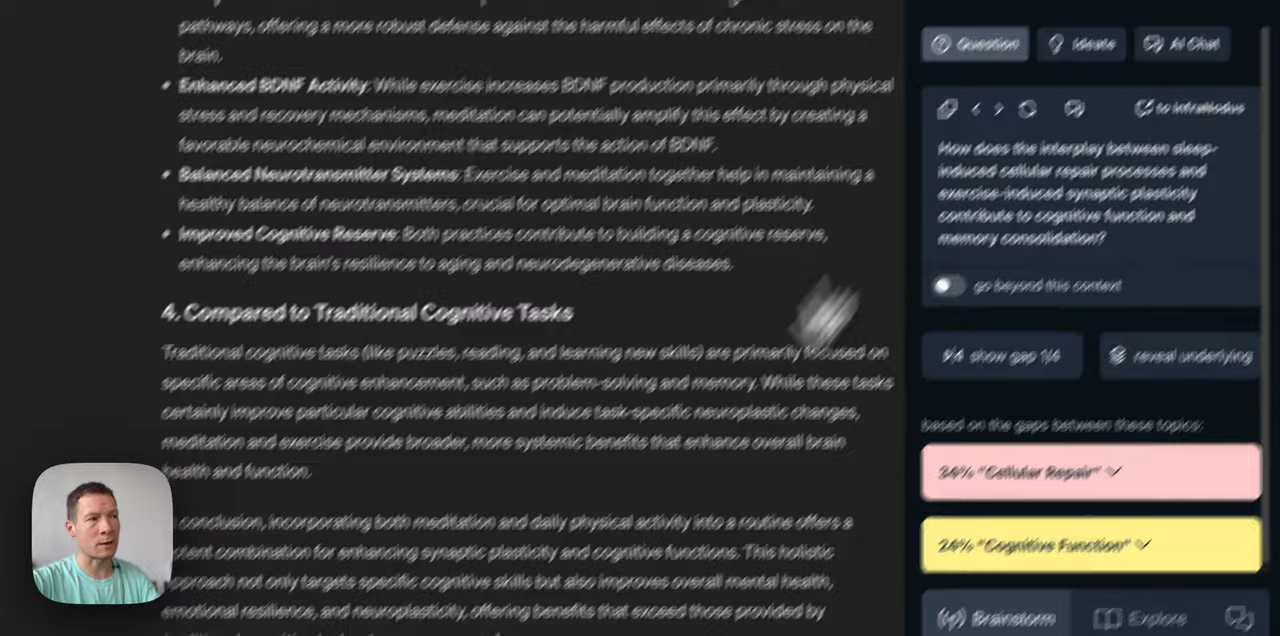 pathways, offering a more robust defense against the harmful effects of chronic stress on the
brain.
• Enhanced BDNF Activity: While exercise increases BDNF production primarily through physical
stress and recovery mechanisms, meditation can potentially amplify this effect by creating a
favorable neurochemical environment that supports the action of BDNF.
• Balanced Neurotransmitter Systems: Exercise and meditation together help in maintaining a
healthy balance of neurotransmitters, crucial for optimal brain function and plasticity.
• Improved Cognitive Reserve: Both practices contribute to building a cognitive reserve,
enhancing the brain's resilience to aging and neurodegenerative diseases.
4. Compared to Traditional Cognitive Tasks
Traditional cognitive tasks (like puzzles, reading, and learning new skills) are primarily focused on
specific areas of cognitive enhancement, such as problem-solving and memory. While these tasks
certainly improve particular cognitive abilities and induce task-specific neuroplastic changes,
meditation and exercise provide broader, more systemic benefits that enhance overall brain
health and function.
conclusion, incorporating both meditation and daily physical activity into a routine offers a
potent combination for enhancing synaptic plasticity and cognitive functions. This holistic
approach not only targets specific cognitive skills but also improves overall mental health,
emotional resilience, and neuroplasticity, offering benefits that exceed those provided by
Question
Ideate
AI Chat
to InfraNodus
How does the interplay between sleep-
induced cellular repair processes and
exercise-induced synaptic plasticity
contribute to cognitive function and
memory consolidation?
go beyond this context
show gap 1/4
reveal underlying
based on the gaps between these topics:
34% "Cellular Repair"
24% "Cognitive Function"
Brainstorm
Explore